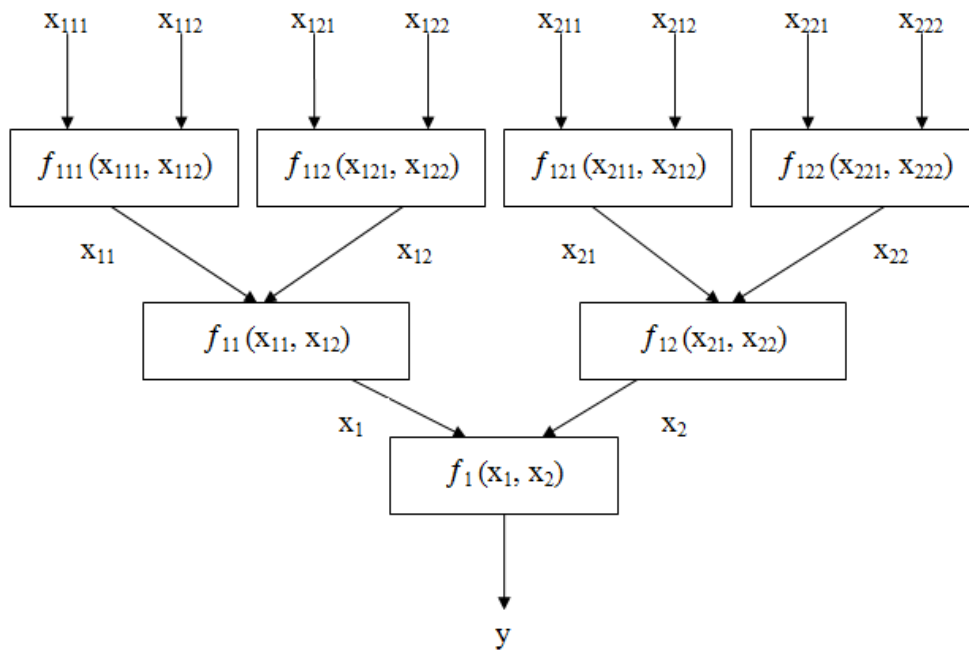 x₁₁₁ x₁₁₂ x₁₂₁ x₁₂₂ x₂₁₁ x₂₁₂ x₂₂₁ x₂₂₂
f₁₁₁(x₁₁₁, x₁₁₂) f₁₁₂(x₁₂₁, x₁₂₂) f₁₂₁(x₂₁₁, x₂₁₂) f₁₂₂(x₂₂₁, x₂₂₂)
x₁₁ x₁₂ x₂₁ x₂₂
f₁₁(x₁₁, x₁₂) f₁₂(x₂₁, x₂₂)
x₁ x₂
f₁(x₁, x₂)
y